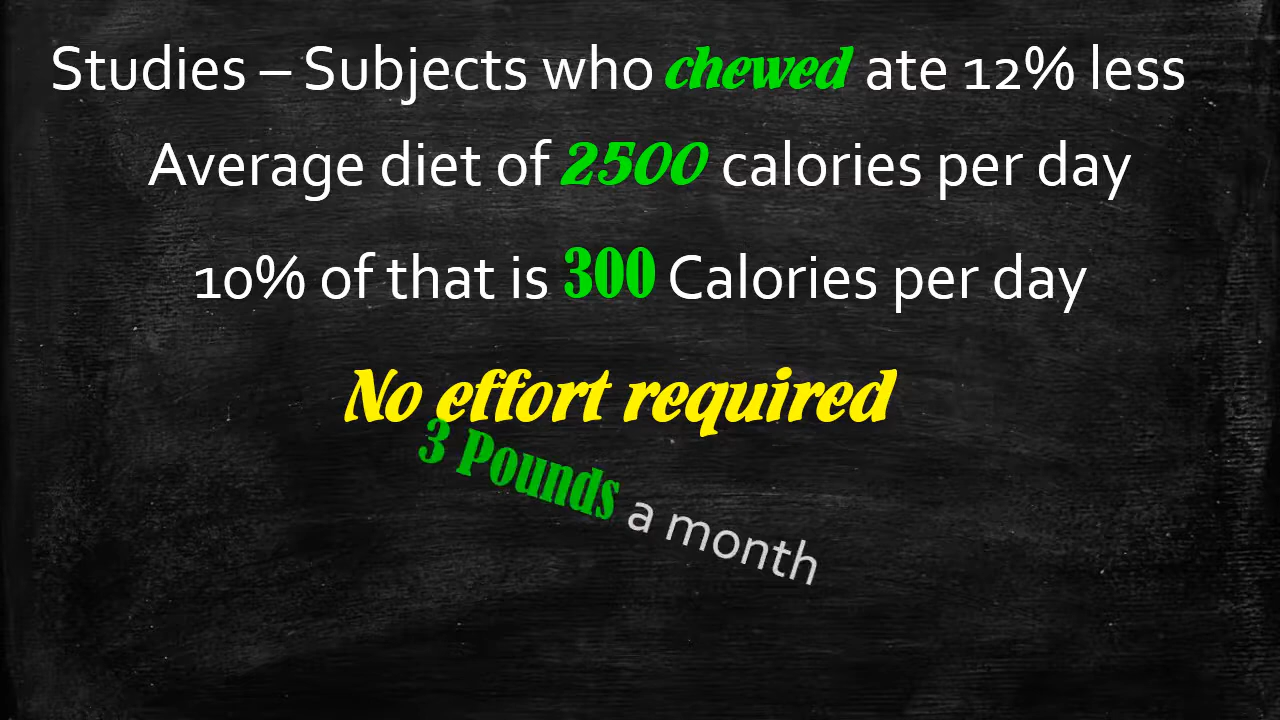 Studies – Subjects who chewed ate 12% less
Average diet of 2500 calories per day
10% of that is 300 Calories per day
No effort required
3 Pounds a month